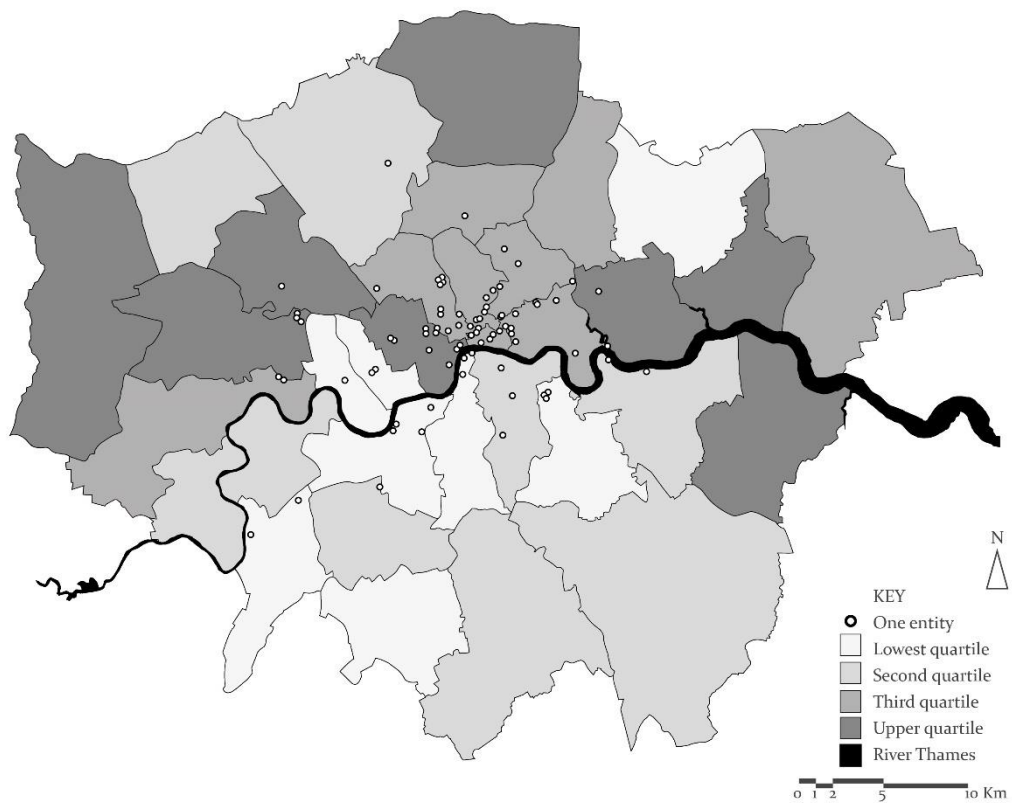 N
KEY
One entity
Lowest quartile
Second quartile
Third quartile
Upper quartile
River Thames
0 1 2 5 10 Km